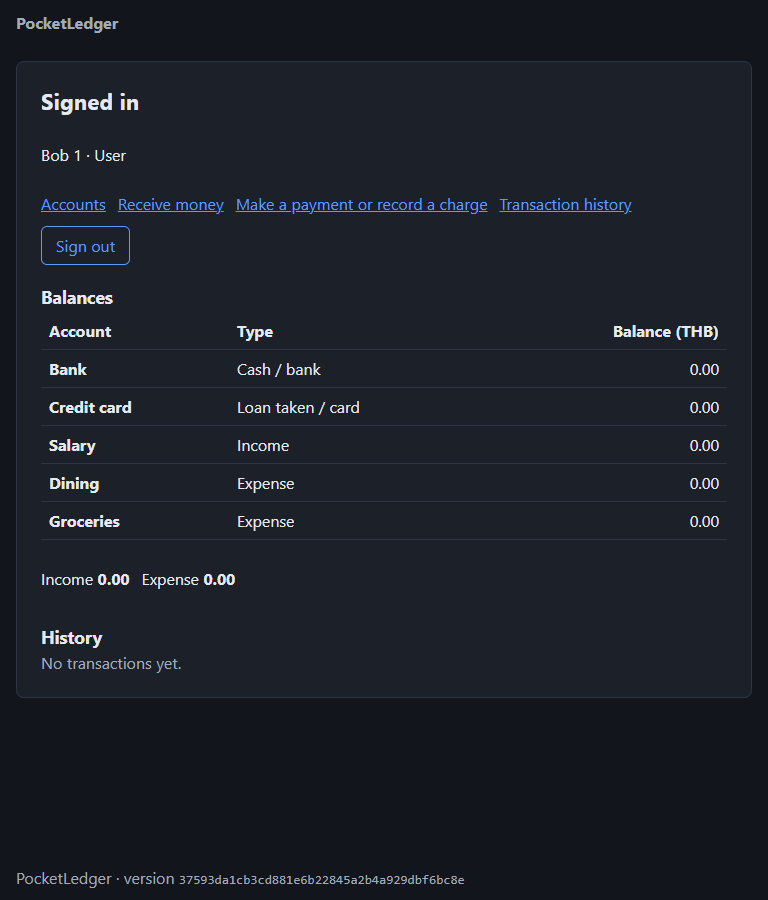 PocketLedger
Signed in
Bob 1 · User
Accounts Receive money Make a payment or record a charge Transaction history
Sign out
Balances
Account Type Balance (THB)
Bank Cash / bank 0.00
Credit card Loan taken / card 0.00
Salary Income 0.00
Dining Expense 0.00
Groceries Expense 0.00
Income 0.00 Expense 0.00
History
No transactions yet.
PocketLedger · version 37593da1cb3cd881e6b22845a2b4a929dbf6bc8e